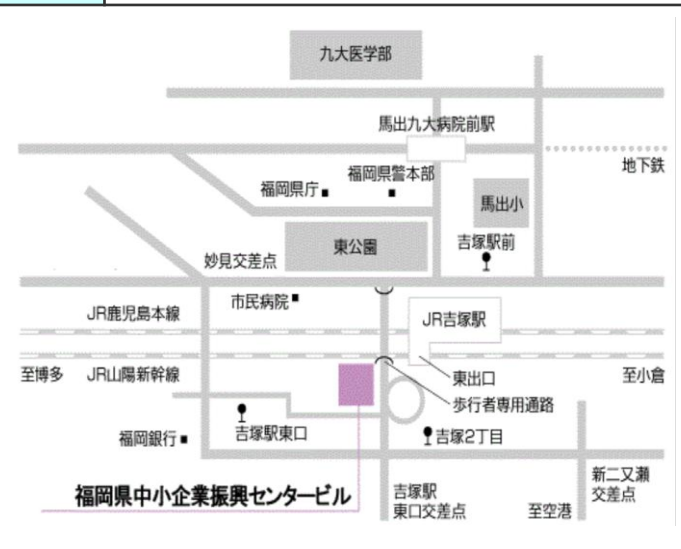 九大医学部
馬出九大病院前駅
地下鉄
福岡県警本部
福岡県庁
馬出小
吉塚駅前
東公園
妙見交差点
市民病院
JR鹿児島本線
JR吉塚駅
至博多
JR山陽新幹線
東出口
至小倉
歩行者専用通路
吉塚駅東口
吉塚2丁目
福岡銀行
福岡県中小企業振興センタービル
吉塚駅
東口交差点
至空港
新二又瀬
交差点